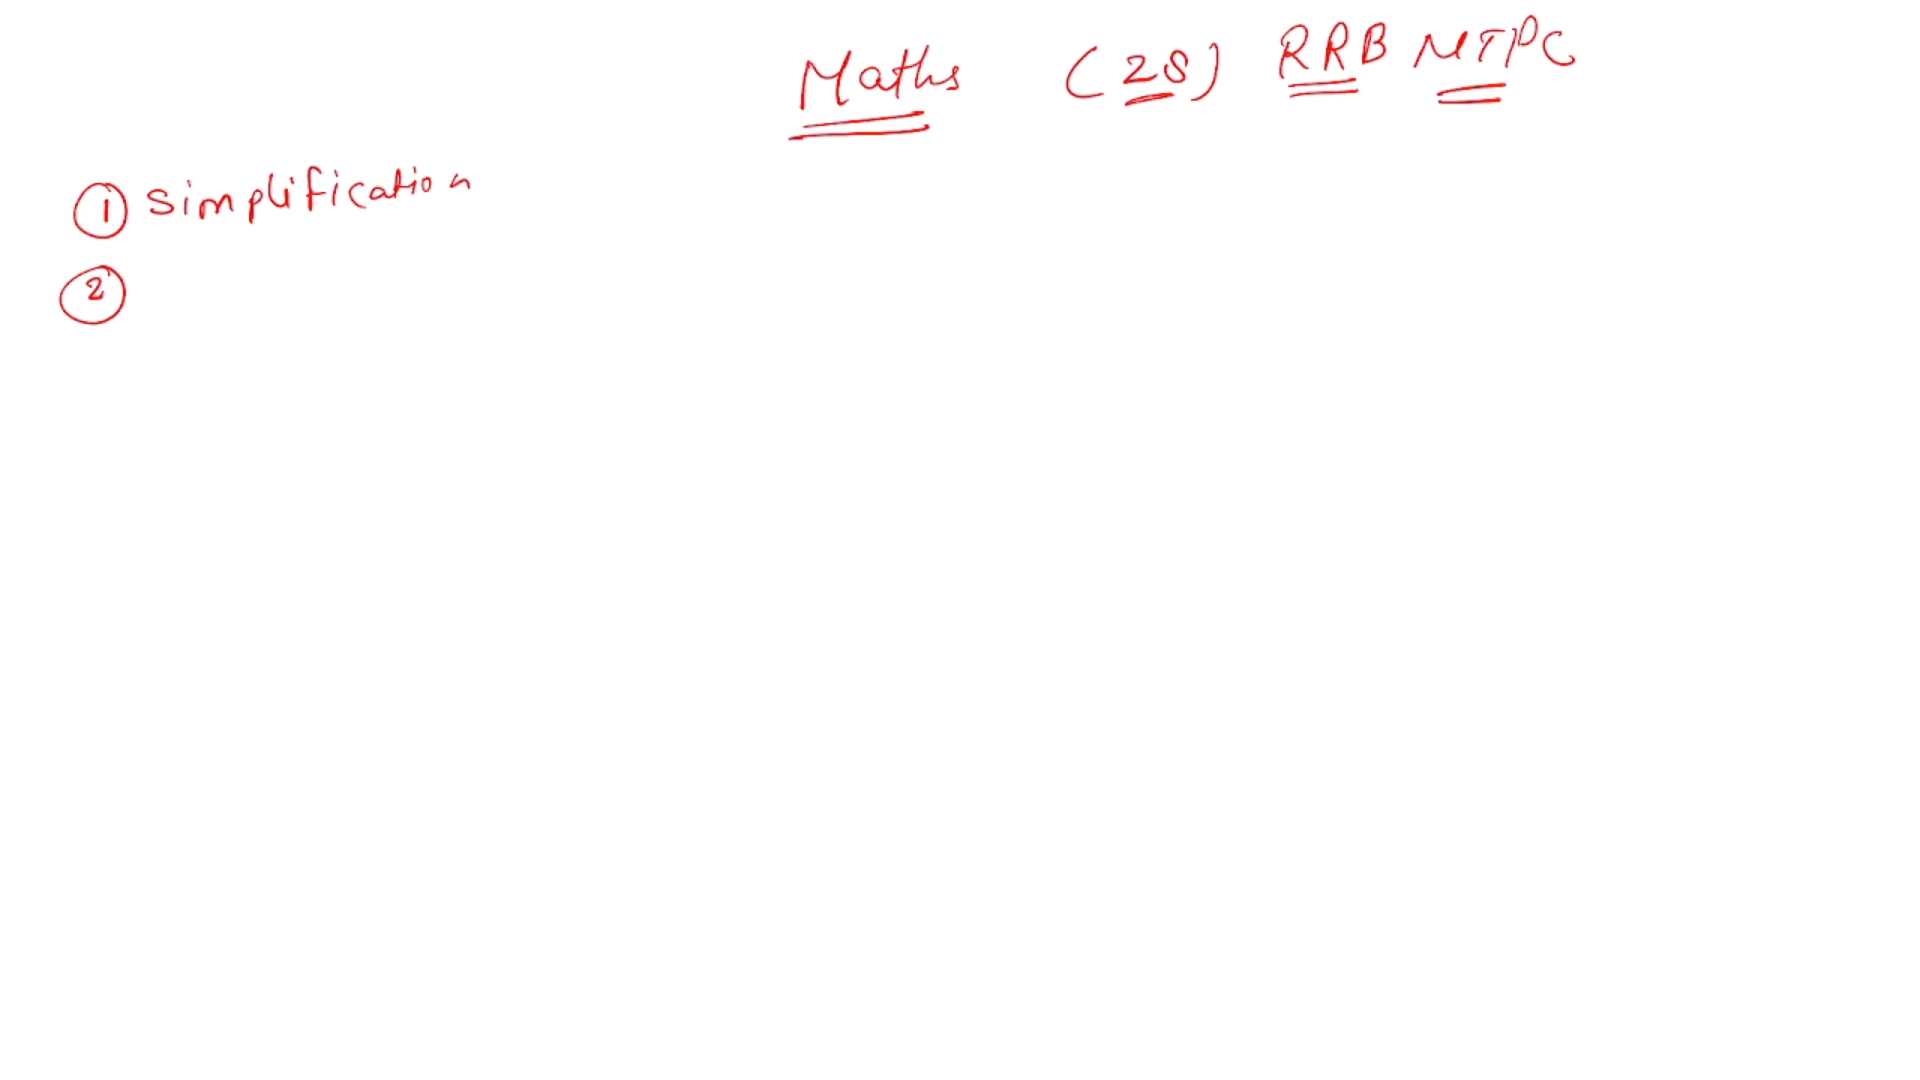 Maths (28) RRB NTPC
① Simplification
②